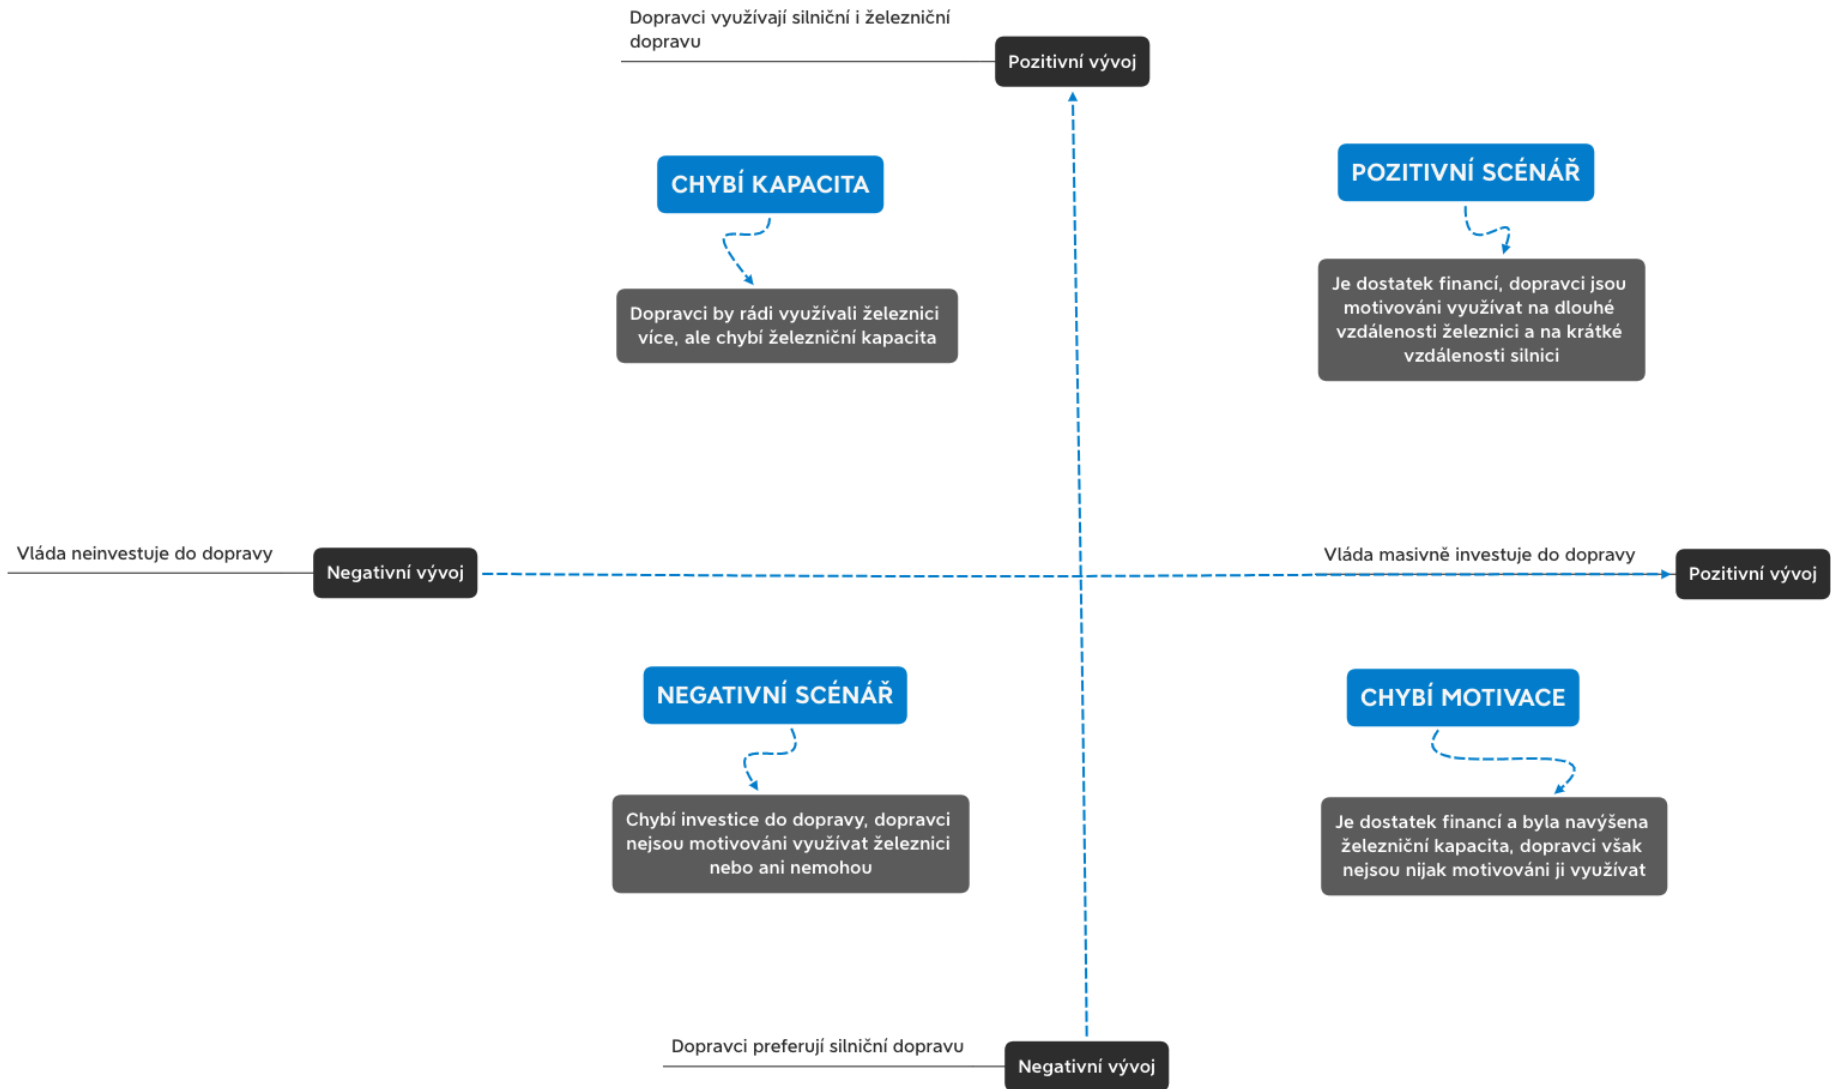 Dopravci využívají silniční i železniční
dopravu
Pozitivní vývoj
CHYBÍ KAPACITA
Dopravci by rádi využívali železnici
více, ale chybí železniční kapacita
POZITIVNÍ SCÉNÁŘ
Je dostatek financí, dopravci jsou
motivováni využívat na dlouhé
vzdálenosti železnici a na krátké
vzdálenosti silnici
Vláda neinvestuje do dopravy
Negativní vývoj
Vláda masivně investuje do dopravy
Pozitivní vývoj
NEGATIVNÍ SCÉNÁŘ
Chybí investice do dopravy, dopravci
nejsou motivováni využívat železnici
nebo ani nemohou
CHYBÍ MOTIVACE
Je dostatek financí a byla navýšena
železniční kapacita, dopravci však
nejsou nijak motivováni ji využívat
Dopravci preferují silniční dopravu
Negativní vývoj